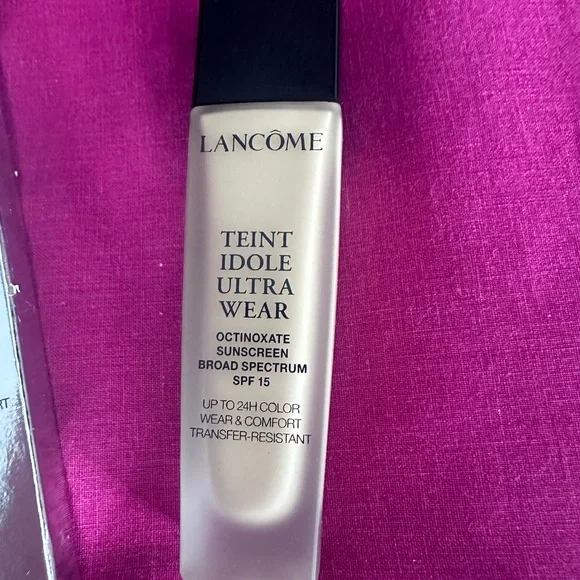 LANCÔME
TEINT
IDOLE
ULTRA
WEAR
OCTINOXATE
SUNSCREEN
BROAD SPECTRUM
SPF 15
UP TO 24H COLOR
WEAR & COMFORT
TRANSFER-RESISTANT